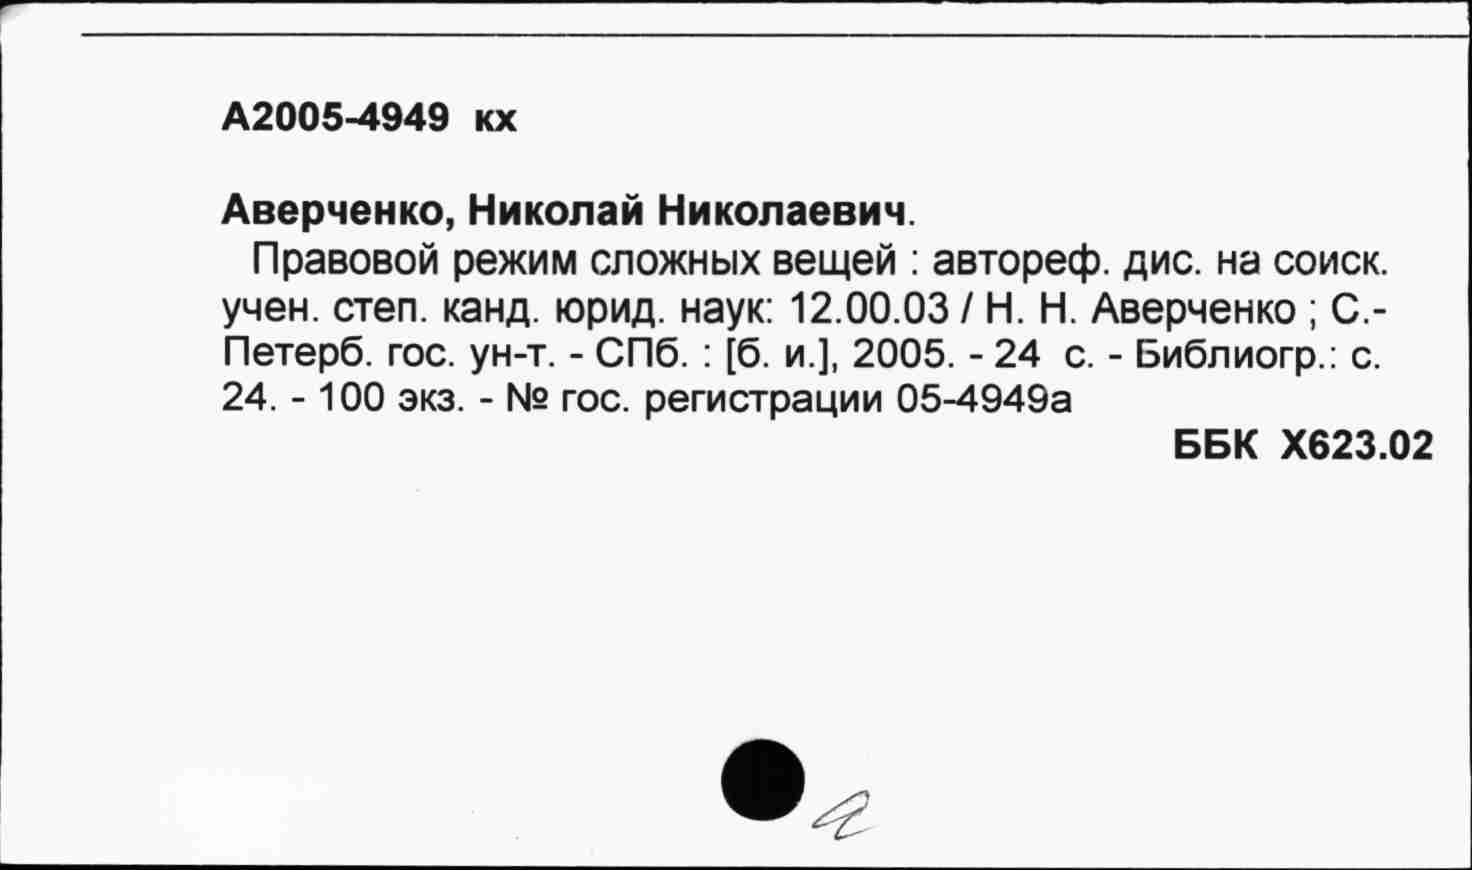 А2005-4949 кх
Аверченко, Николай Николаевич.
Правовой режим сложных вещей : автореф. дис. на соиск.
учен. степ. канд. юрид. наук: 12.00.03 / Н. Н. Аверченко ; С.-
Петерб. гос. ун-т. - СПб. : [б. и.], 2005. - 24 с. - Библиогр.: с.
24. - 100 экз. - № гос. регистрации 05-4949а
ББК Х623.02